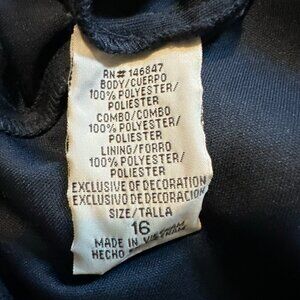 RN# 146847
BODY/CUERPO
100% POLYESTER/
POLIESTER
COMBO/COMBO
100% POLYESTER/
POLIESTER
LINING/FORRO
100% POLYESTER/
POLIESTER
EXCLUSIVE OF DECORATION
EXCLUSIVO DE DECORACION
SIZE/TALLA
16
MADE IN VIETNAM
HECHO